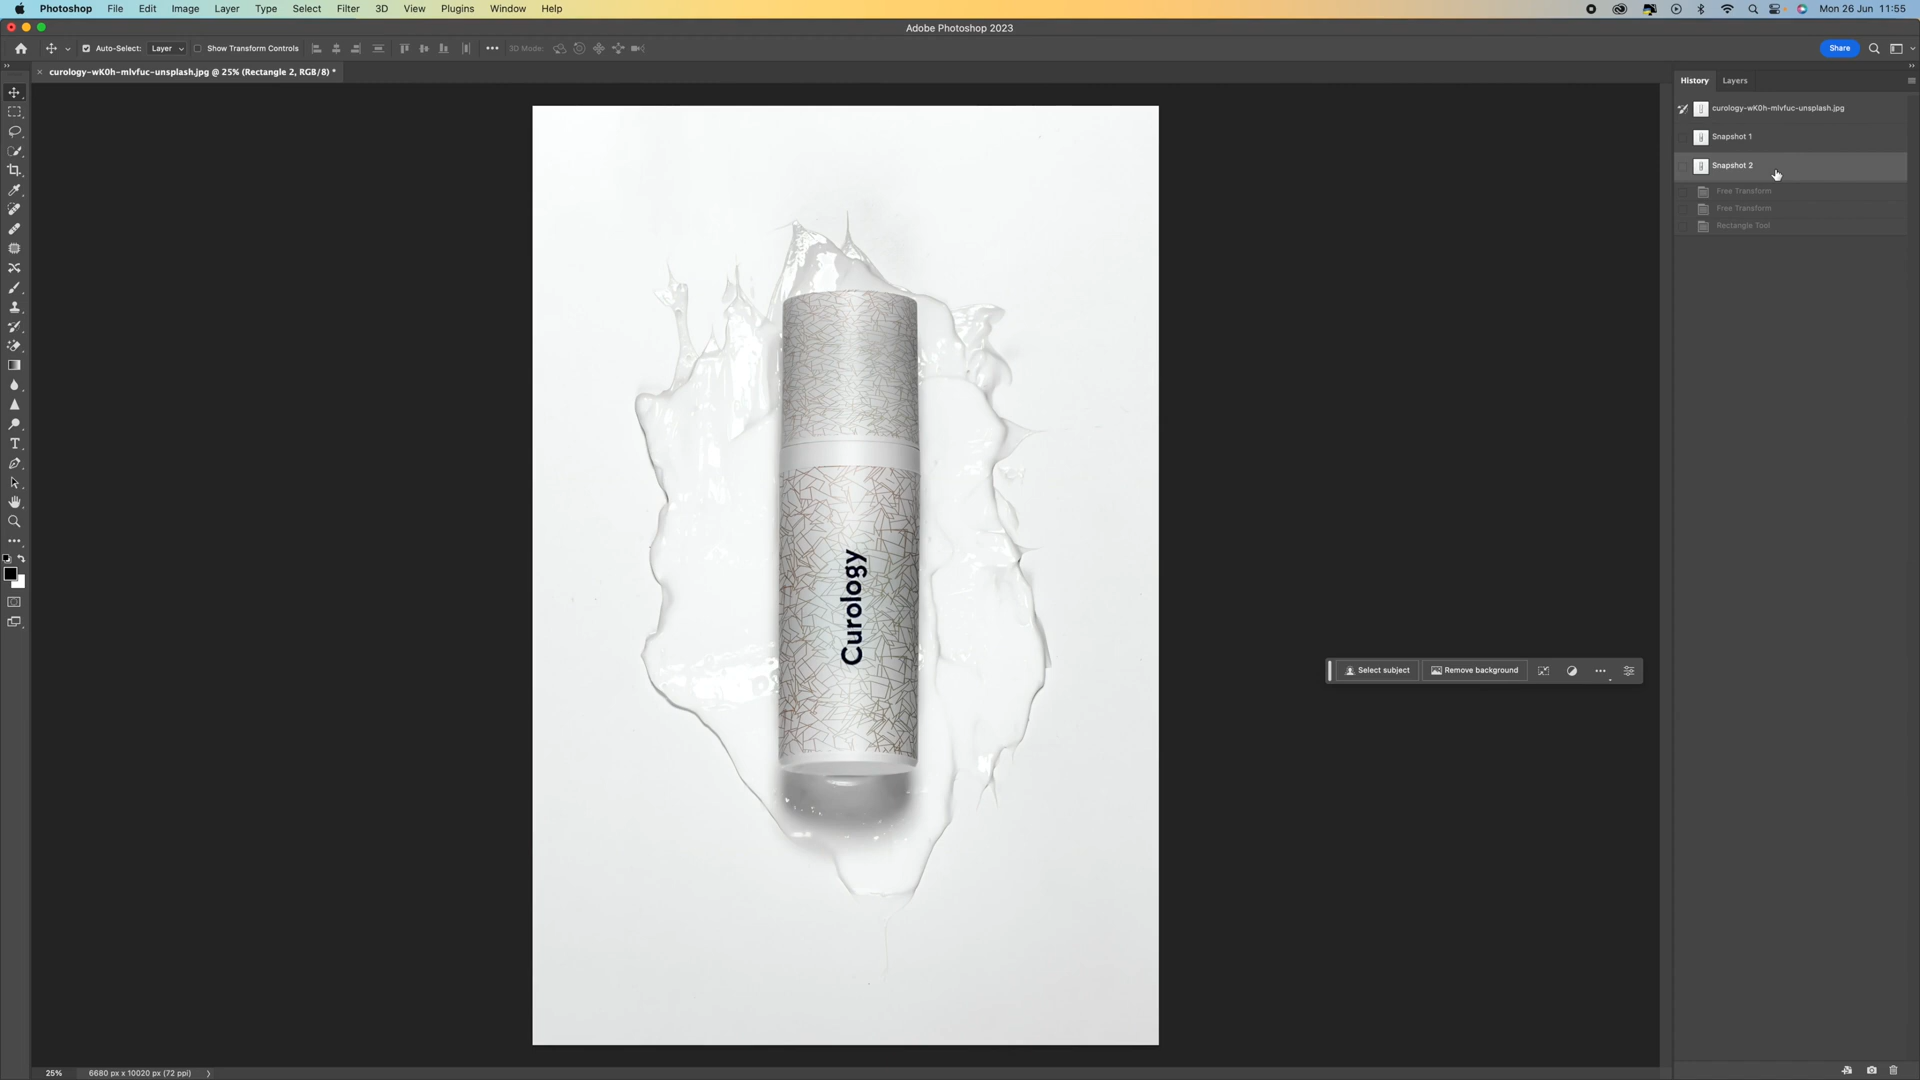 Photoshop File Edit Image Layer Type Select Filter 3D View Plugins Window Help Mon 26 Jun 11:55
Adobe Photoshop 2023
Auto-Select: Layer Show Transform Controls 3D Mode: Share
curology-wK0h-mlvfuc-unsplash.jpg @ 25% (Rectangle 2, RGB/8) *
History Layers
curology-wK0h-mlvfuc-unsplash.jpg
Snapshot 1
Snapshot 2
Free Transform
Free Transform
Rectangle Tool
Curology
Select subject Remove background
25% 6680 px x 10020 px (72 ppi)